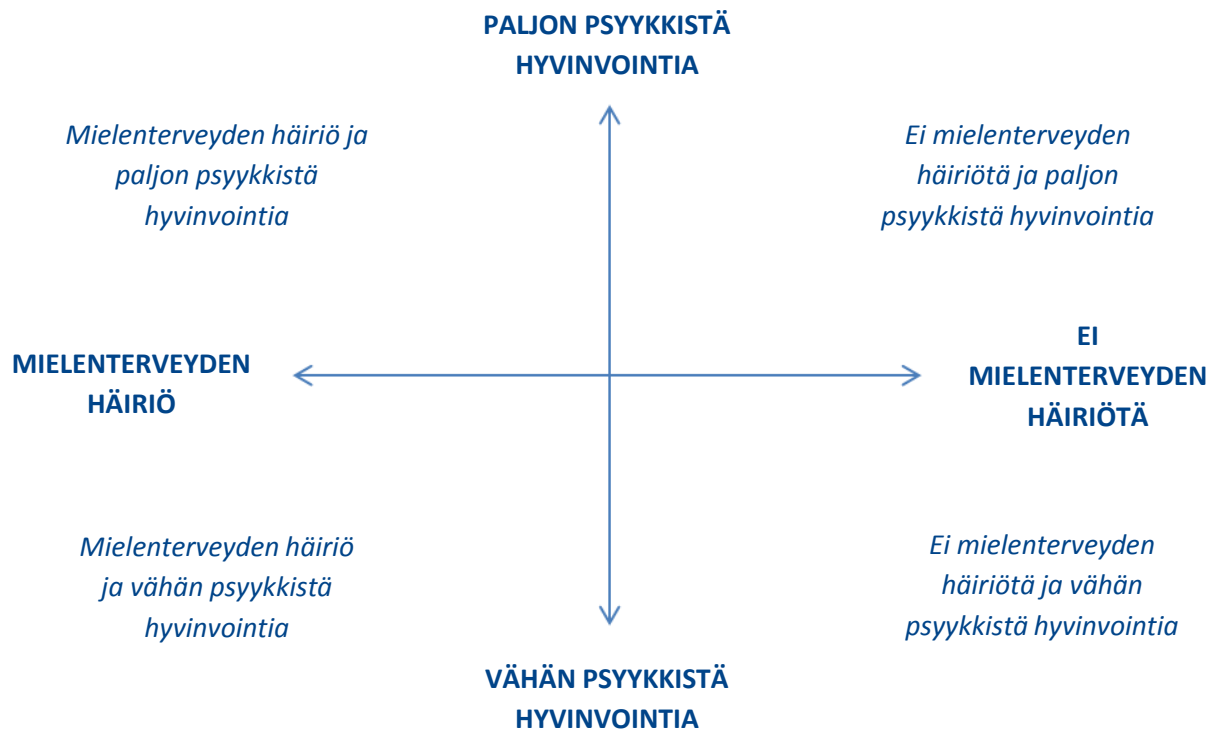 PALJON PSYYKKISTÄ
HYVINVOINTIA
Mielenterveyden häiriö ja
paljon psyykkistä
hyvinvointia
Ei mielenterveyden
häiriötä ja paljon
psyykkistä hyvinvointia
MIELENTERVEYDEN
HÄIRIÖ
EI
MIELENTERVEYDEN
HÄIRIÖTÄ
Mielenterveyden häiriö
ja vähän psyykkistä
hyvinvointia
Ei mielenterveyden
häiriötä ja vähän
psyykkistä hyvinvointia
VÄHÄN PSYYKKISTÄ
HYVINVOINTIA